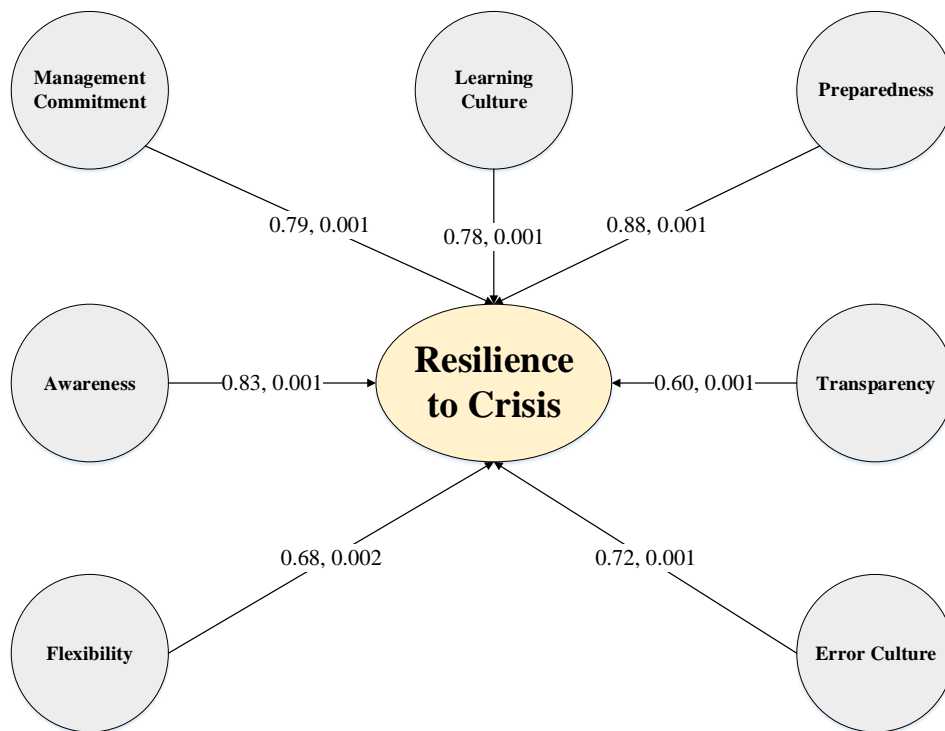 Management
Commitment
Learning
Culture
Preparedness
0.79, 0.001
0.78, 0.001
0.88, 0.001
Awareness
0.83, 0.001
Resilience
to Crisis
0.60, 0.001
Transparency
0.68, 0.002
0.72, 0.001
Flexibility
Error Culture